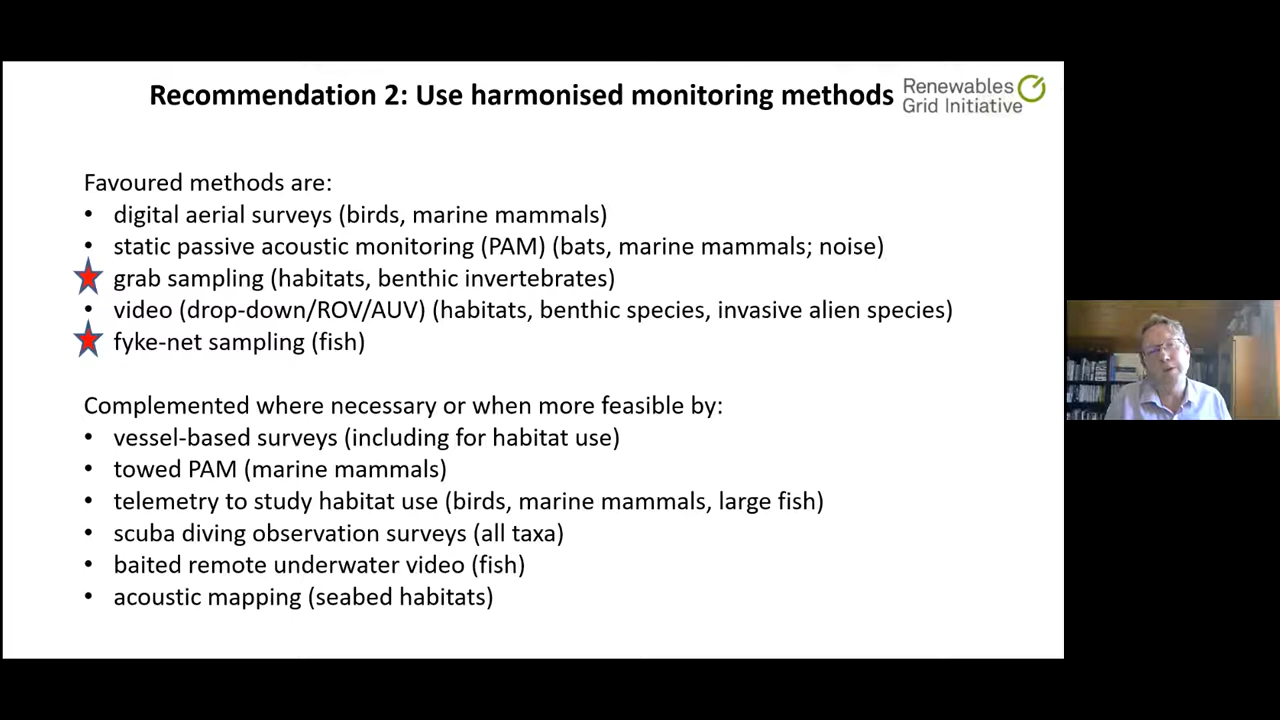 Recommendation 2: Use harmonised monitoring methods
Renewables
Grid Initiative
Favoured methods are:
• digital aerial surveys (birds, marine mammals)
• static passive acoustic monitoring (PAM) (bats, marine mammals; noise)
grab sampling (habitats, benthic invertebrates)
• video (drop-down/ROV/AUV) (habitats, benthic species, invasive alien species)
fyke-net sampling (fish)
Complemented where necessary or when more feasible by:
• vessel-based surveys (including for habitat use)
• towed PAM (marine mammals)
• telemetry to study habitat use (birds, marine mammals, large fish)
• scuba diving observation surveys (all taxa)
• baited remote underwater video (fish)
• acoustic mapping (seabed habitats)